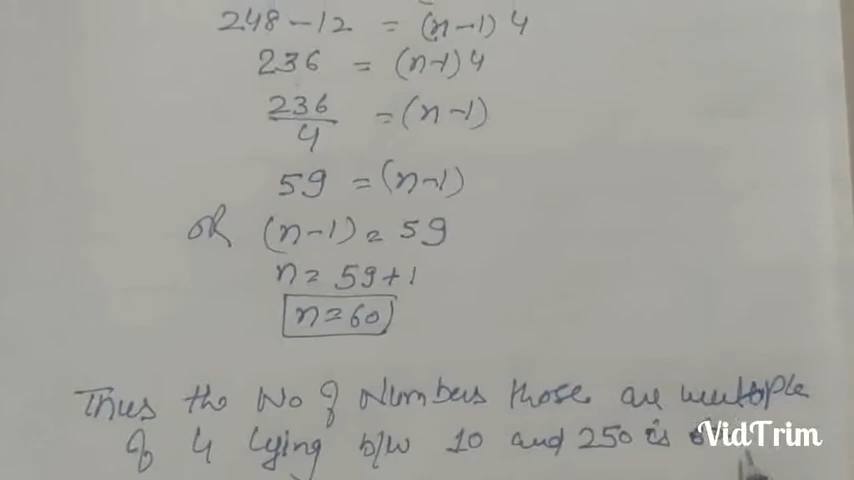 248-12 = (n-1) 4
236 = (n-1) 4
236/4 = (n-1)
59 = (n-1)
or (n-1) = 59
n = 59+1
n=60
Thus the No of Numbers those are multiple
of 4 lying b/w 10 and 250 is
VidTrim